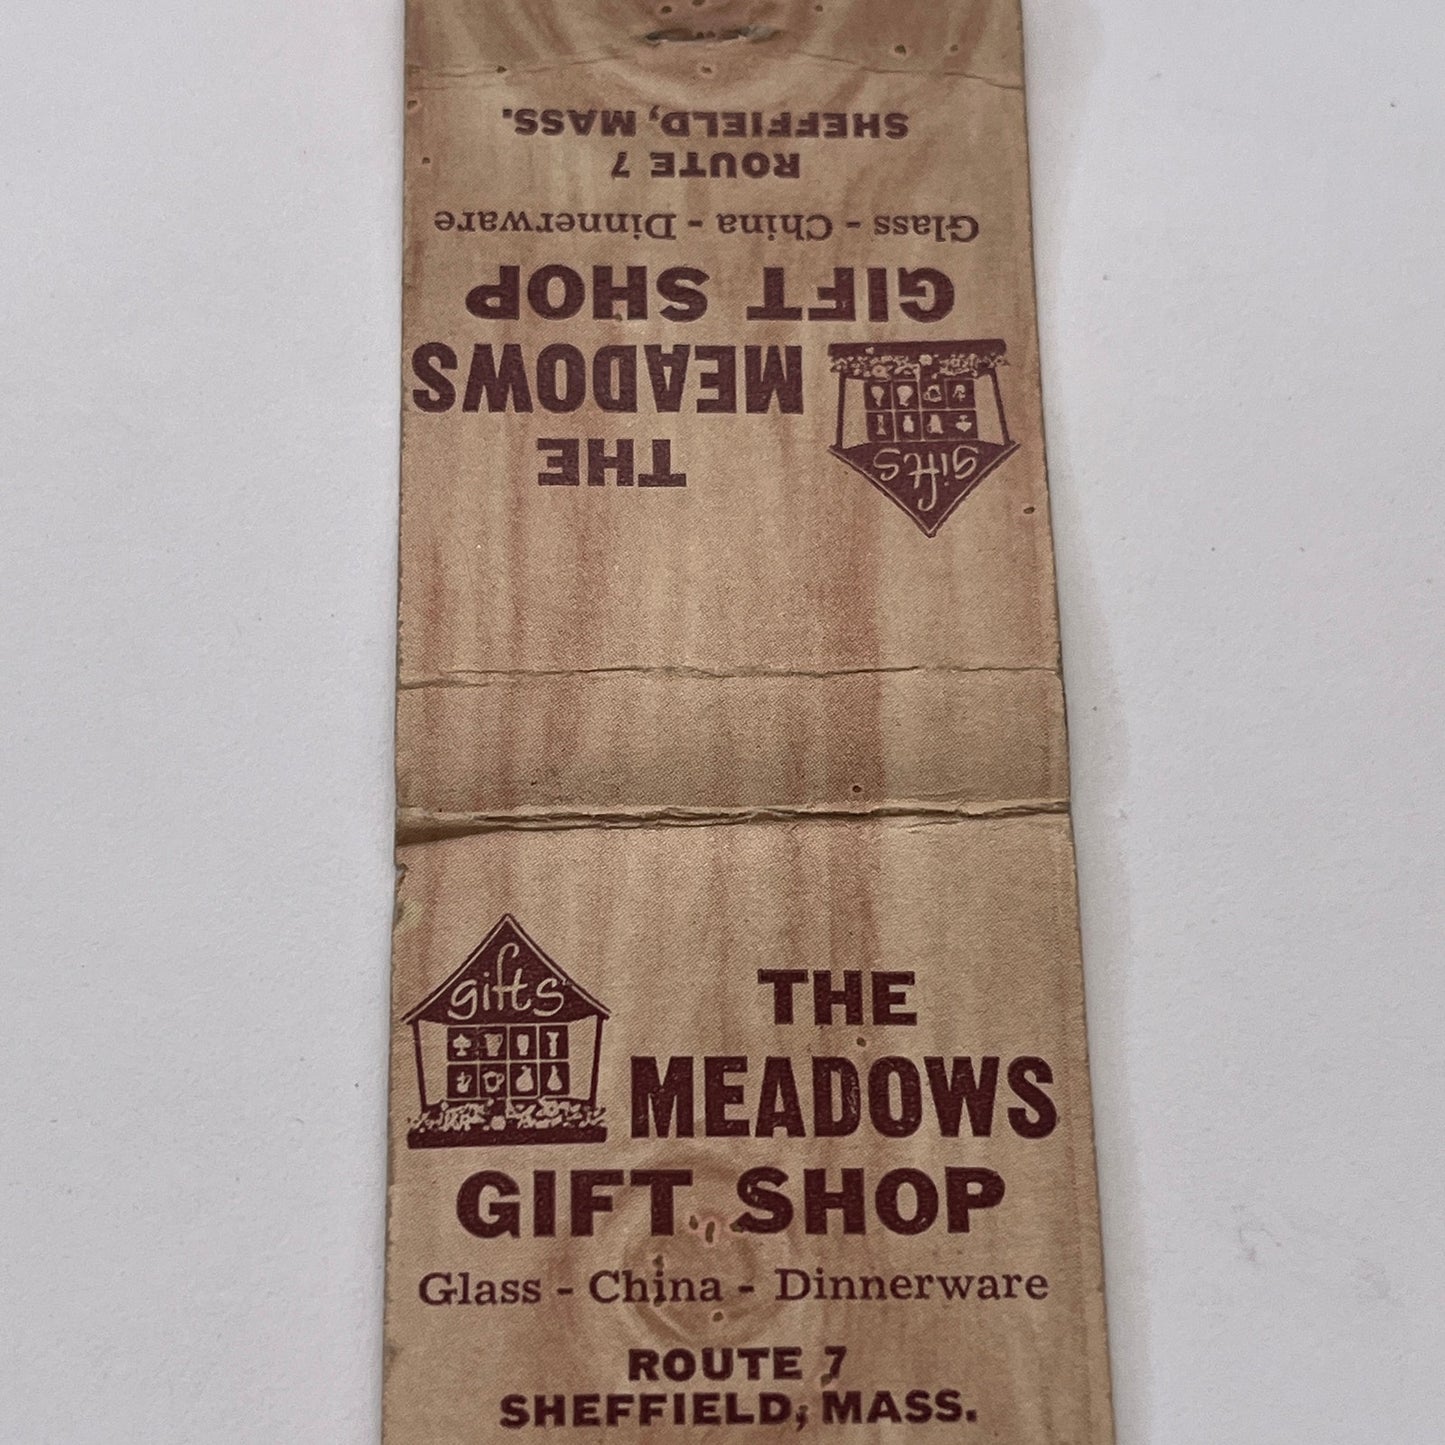 SHEFFIELD, MASS.
ROUTE 7
Glass - China - Dinnerware
GIFT SHOP
MEADOWS
THE
gifts
gifts
THE
MEADOWS
GIFT SHOP
Glass - China - Dinnerware
ROUTE 7
SHEFFIELD, MASS.